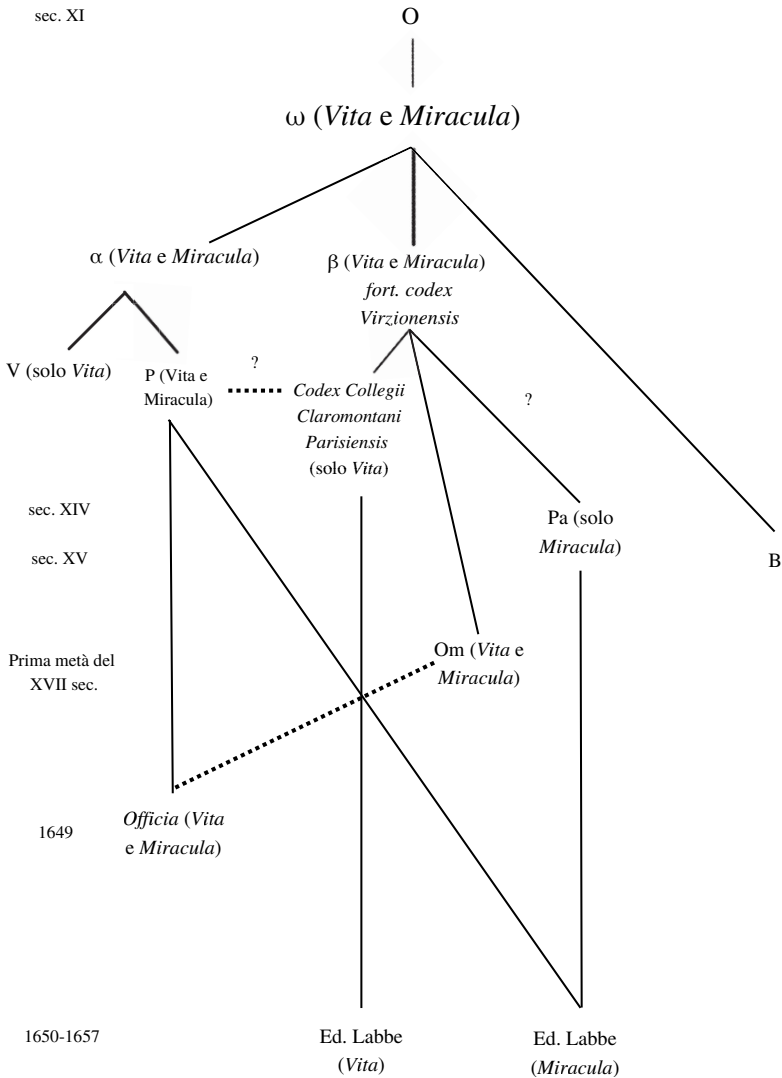 sec. XI
O
ω (Vita e Miracula)
α (Vita e Miracula)
β (Vita e Miracula)
fort. codex
Virzionensis
V (solo Vita)
P (Vita e
Miracula)
?
Codex Collegii
Claromontani
Parisiensis
(solo Vita)
?
sec. XIV
Pa (solo
Miracula)
sec. XV
B
Prima metà del
XVII sec.
Om (Vita e
Miracula)
1649
Officia (Vita
e Miracula)
1650-1657
Ed. Labbe
(Vita)
Ed. Labbe
(Miracula)